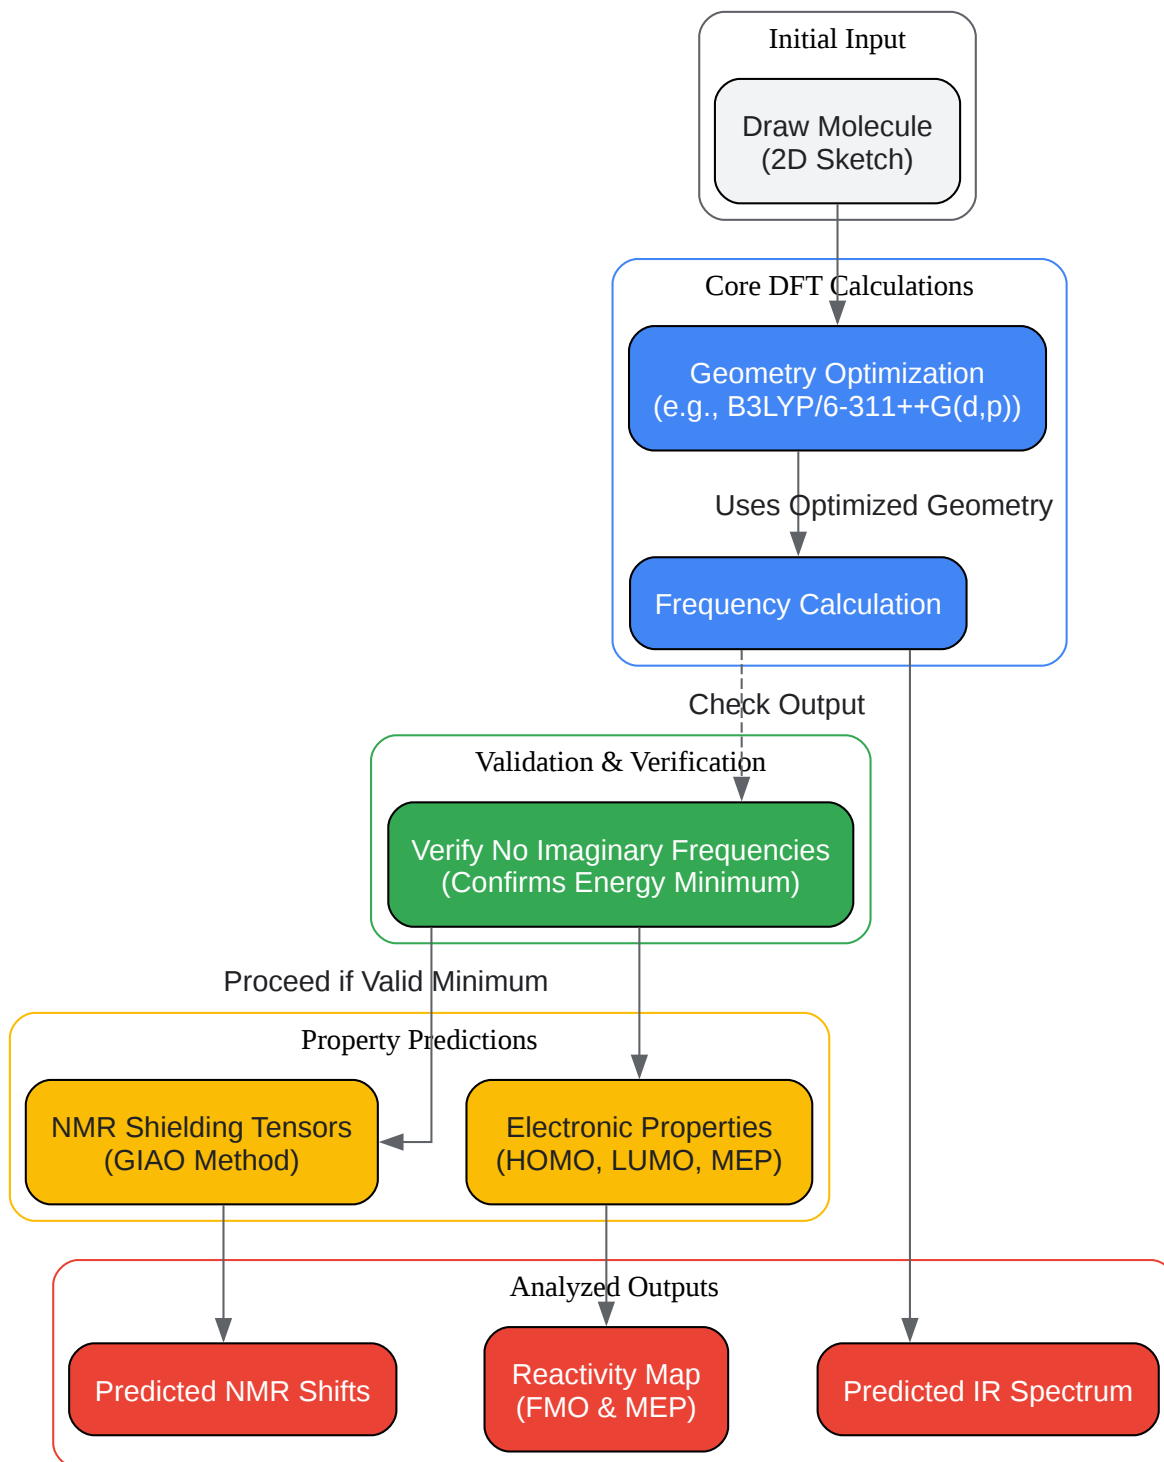 Initial Input
Draw Molecule
(2D Sketch)
Core DFT Calculations
Geometry Optimization
(e.g., B3LYP/6-311++G(d,p))
Uses Optimized Geometry
Frequency Calculation
Check Output
Validation & Verification
Verify No Imaginary Frequencies
(Confirms Energy Minimum)
Proceed if Valid Minimum
Property Predictions
NMR Shielding Tensors
(GIAO Method)
Electronic Properties
(HOMO, LUMO, MEP)
Analyzed Outputs
Predicted NMR Shifts
Reactivity Map
(FMO & MEP)
Predicted IR Spectrum